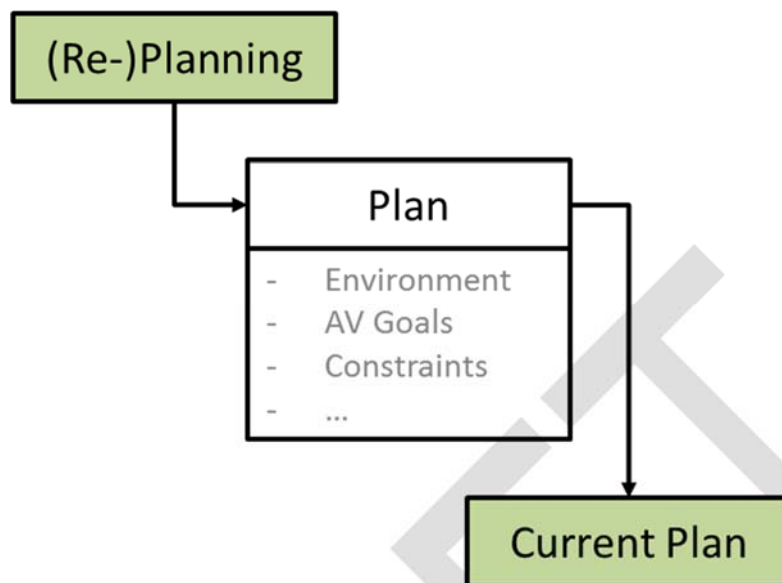 (Re-)Planning
Plan
- Environment
- AV Goals
- Constraints
- ...
Current Plan